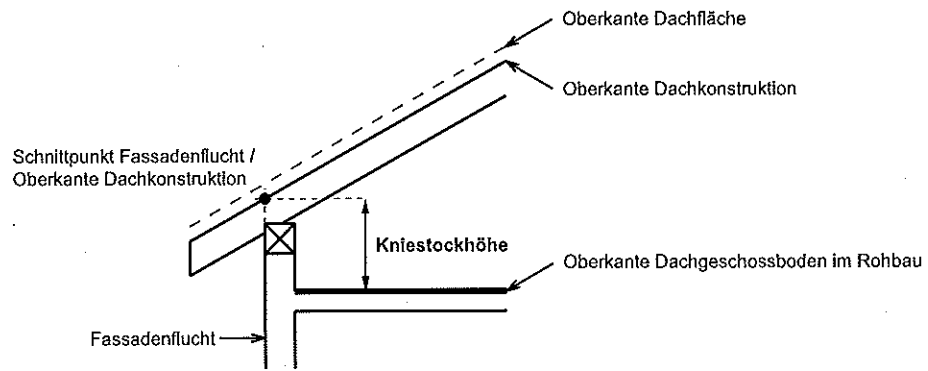 Oberkante Dachfläche
Oberkante Dachkonstruktion
Schnittpunkt Fassadenflucht /
Oberkante Dachkonstruktion
Kniestockhöhe
Oberkante Dachgeschossboden im Rohbau
Fassadenflucht